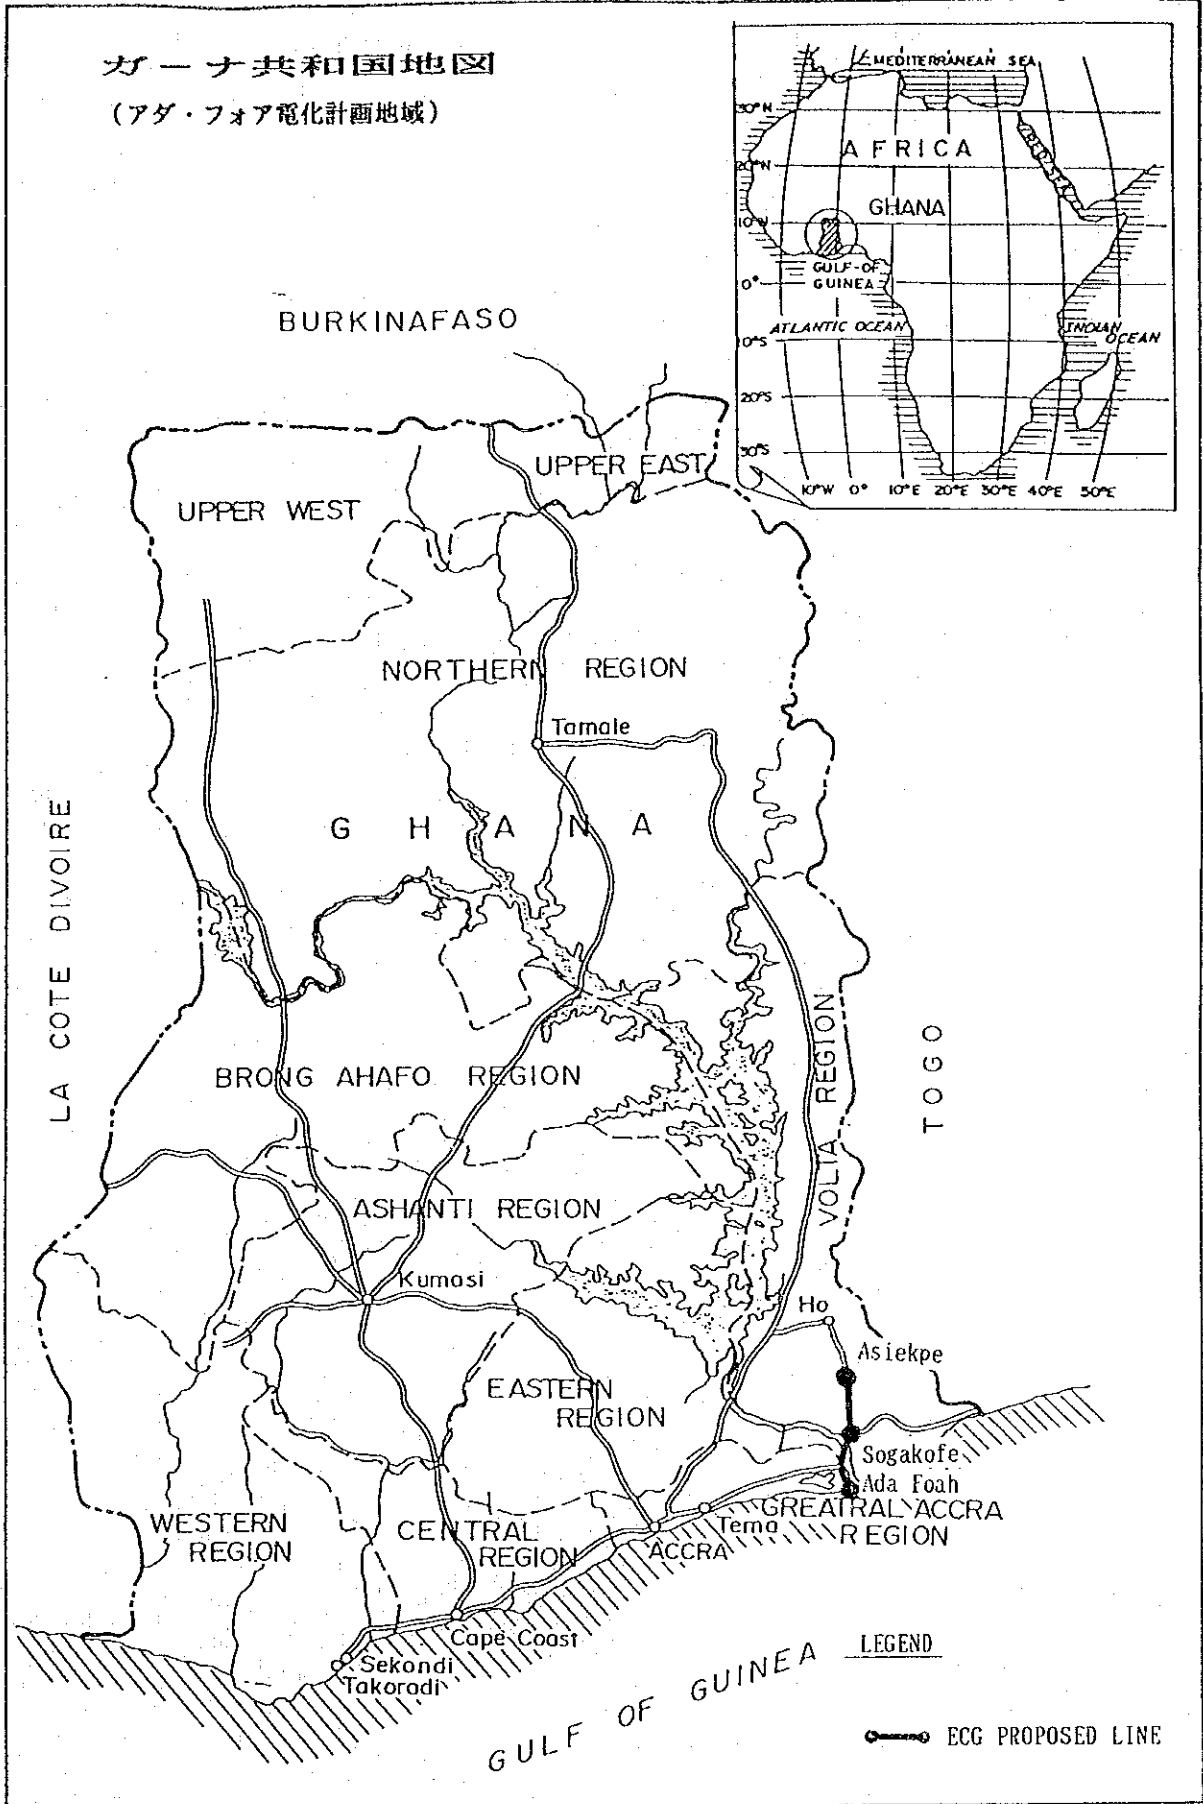 ガーナ共和国地図
(アダ・フォア電化計画地域)
MEDITERRANEAN SEA
30°N
AFRICA
20°N
RED SEA
GHANA
10°N
GULF-OF
GUINEA
0°
ATLANTIC OCEAN
INDIAN
OCEAN
10°S
20°S
30°S
10°W 0° 10°E 20°E 30°E 40°E 50°E
BURKINAFASO
UPPER EAST
UPPER WEST
NORTHERN REGION
Tamale
GHANA
LA COTE DIVOIRE
VOLIA REGION
TOGO
BRONG AHAFO REGION
ASHANTI REGION
Kumasi
Ho
Asiekpe
EASTERN
REGION
Sogakofe
Ada Foah
GREATRAL ACCRA
REGION
Tema
ACCRA
WESTERN
REGION
CENTRAL
REGION
Cape Coast
Sekondi
Takoradi
GULF OF GUINEA
LEGEND
ECG PROPOSED LINE